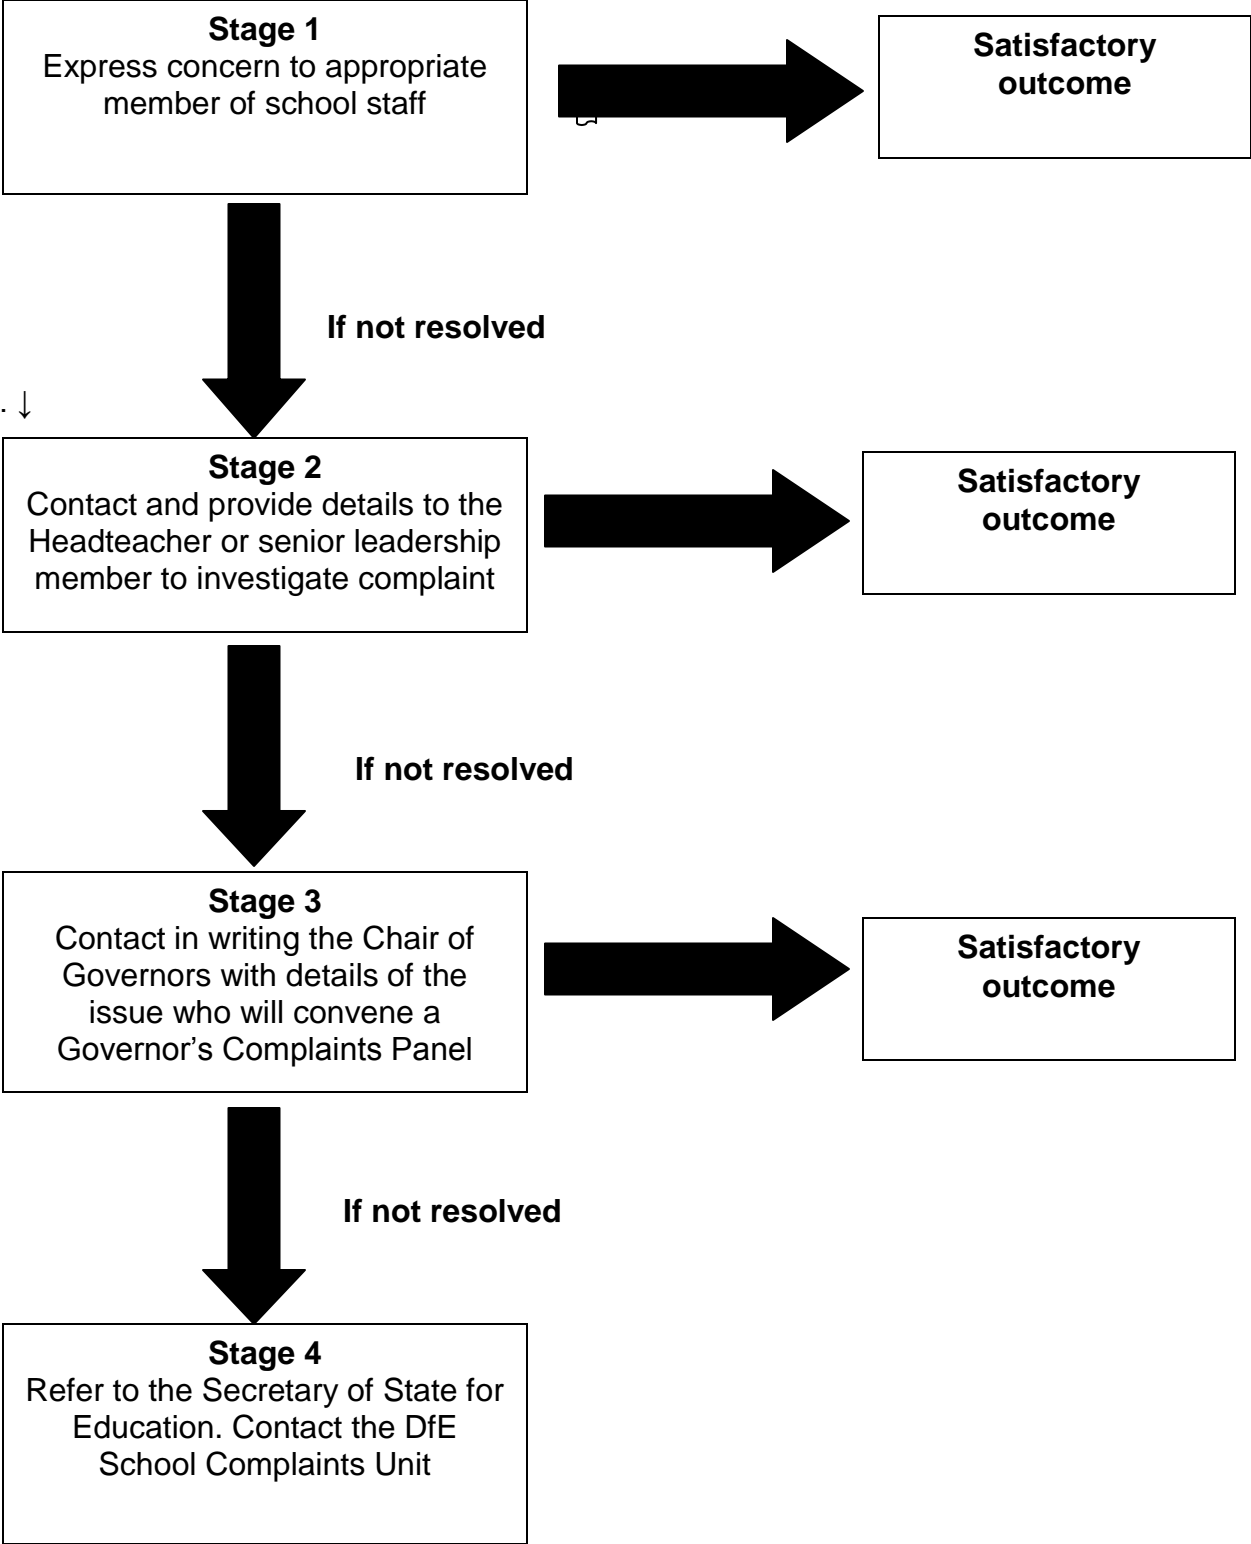 Stage 1
Express concern to appropriate
member of school staff
Satisfactory
outcome
If not resolved
. ↓
Stage 2
Contact and provide details to the
Headteacher or senior leadership
member to investigate complaint
Satisfactory
outcome
If not resolved
Stage 3
Contact in writing the Chair of
Governors with details of the
issue who will convene a
Governor’s Complaints Panel
Satisfactory
outcome
If not resolved
Stage 4
Refer to the Secretary of State for
Education. Contact the DfE
School Complaints Unit